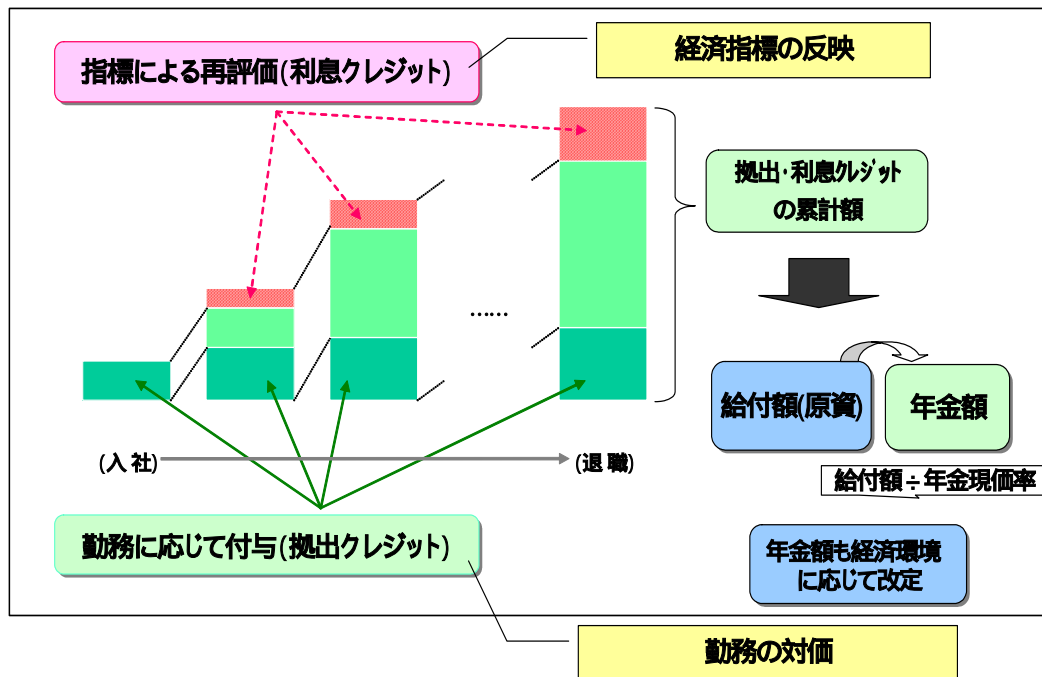 経済指標の反映
指標による再評価(利息クレジット)
拠出・利息クレジット
の累計額
……
給付額(原資)
年金額
(入社)
(退職)
給付額÷年金現価率
勤務に応じて付与(拠出クレジット)
年金額も経済環境
に応じて改定
勤務の対価